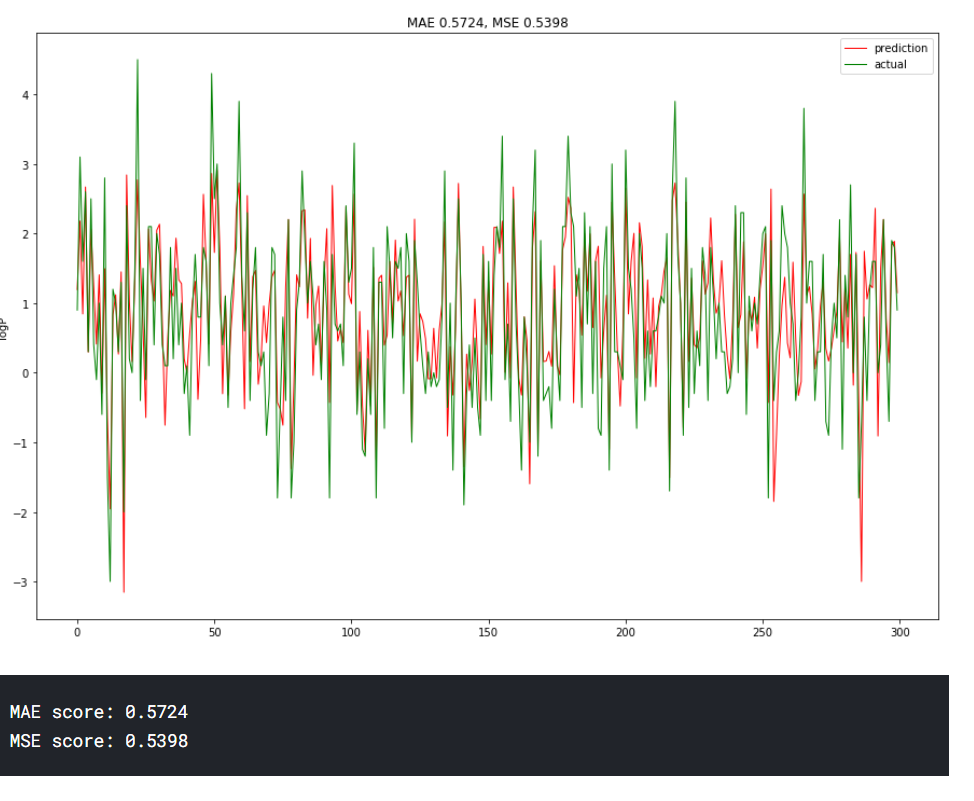 MAE 0.5724, MSE 0.5398
prediction
actual
4
3
2
1
0
−1
−2
−3
logP
0 50 100 150 200 250 300
MAE score: 0.5724
MSE score: 0.5398